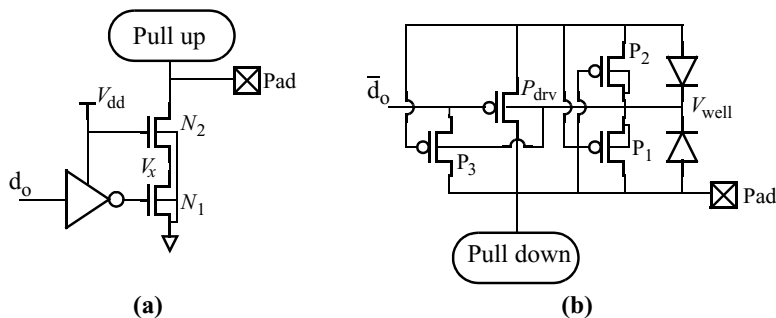 Pull up
Pad
V_dd
N_2
V_x
d_o
N_1
(a)
P_2
d̅_o
P_drv
V_well
P_1
P_3
Pad
Pull down
(b)